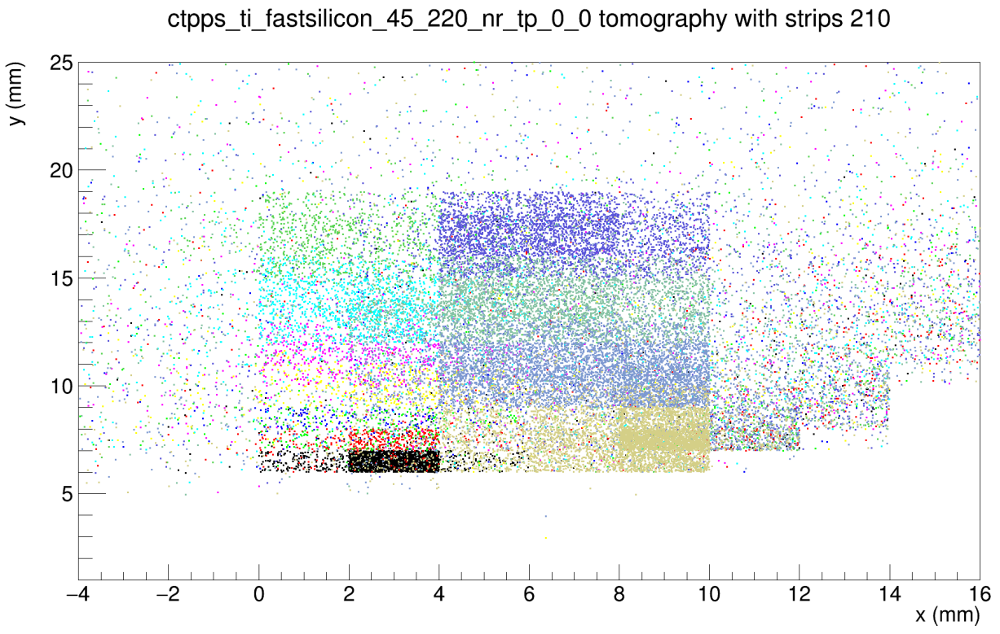 ctpps_ti_fastsilicon_45_220_nr_tp_0_0 tomography with strips 210
y (mm)
25
20
15
10
5
−4 −2 0 2 4 6 8 10 12 14 16
x (mm)